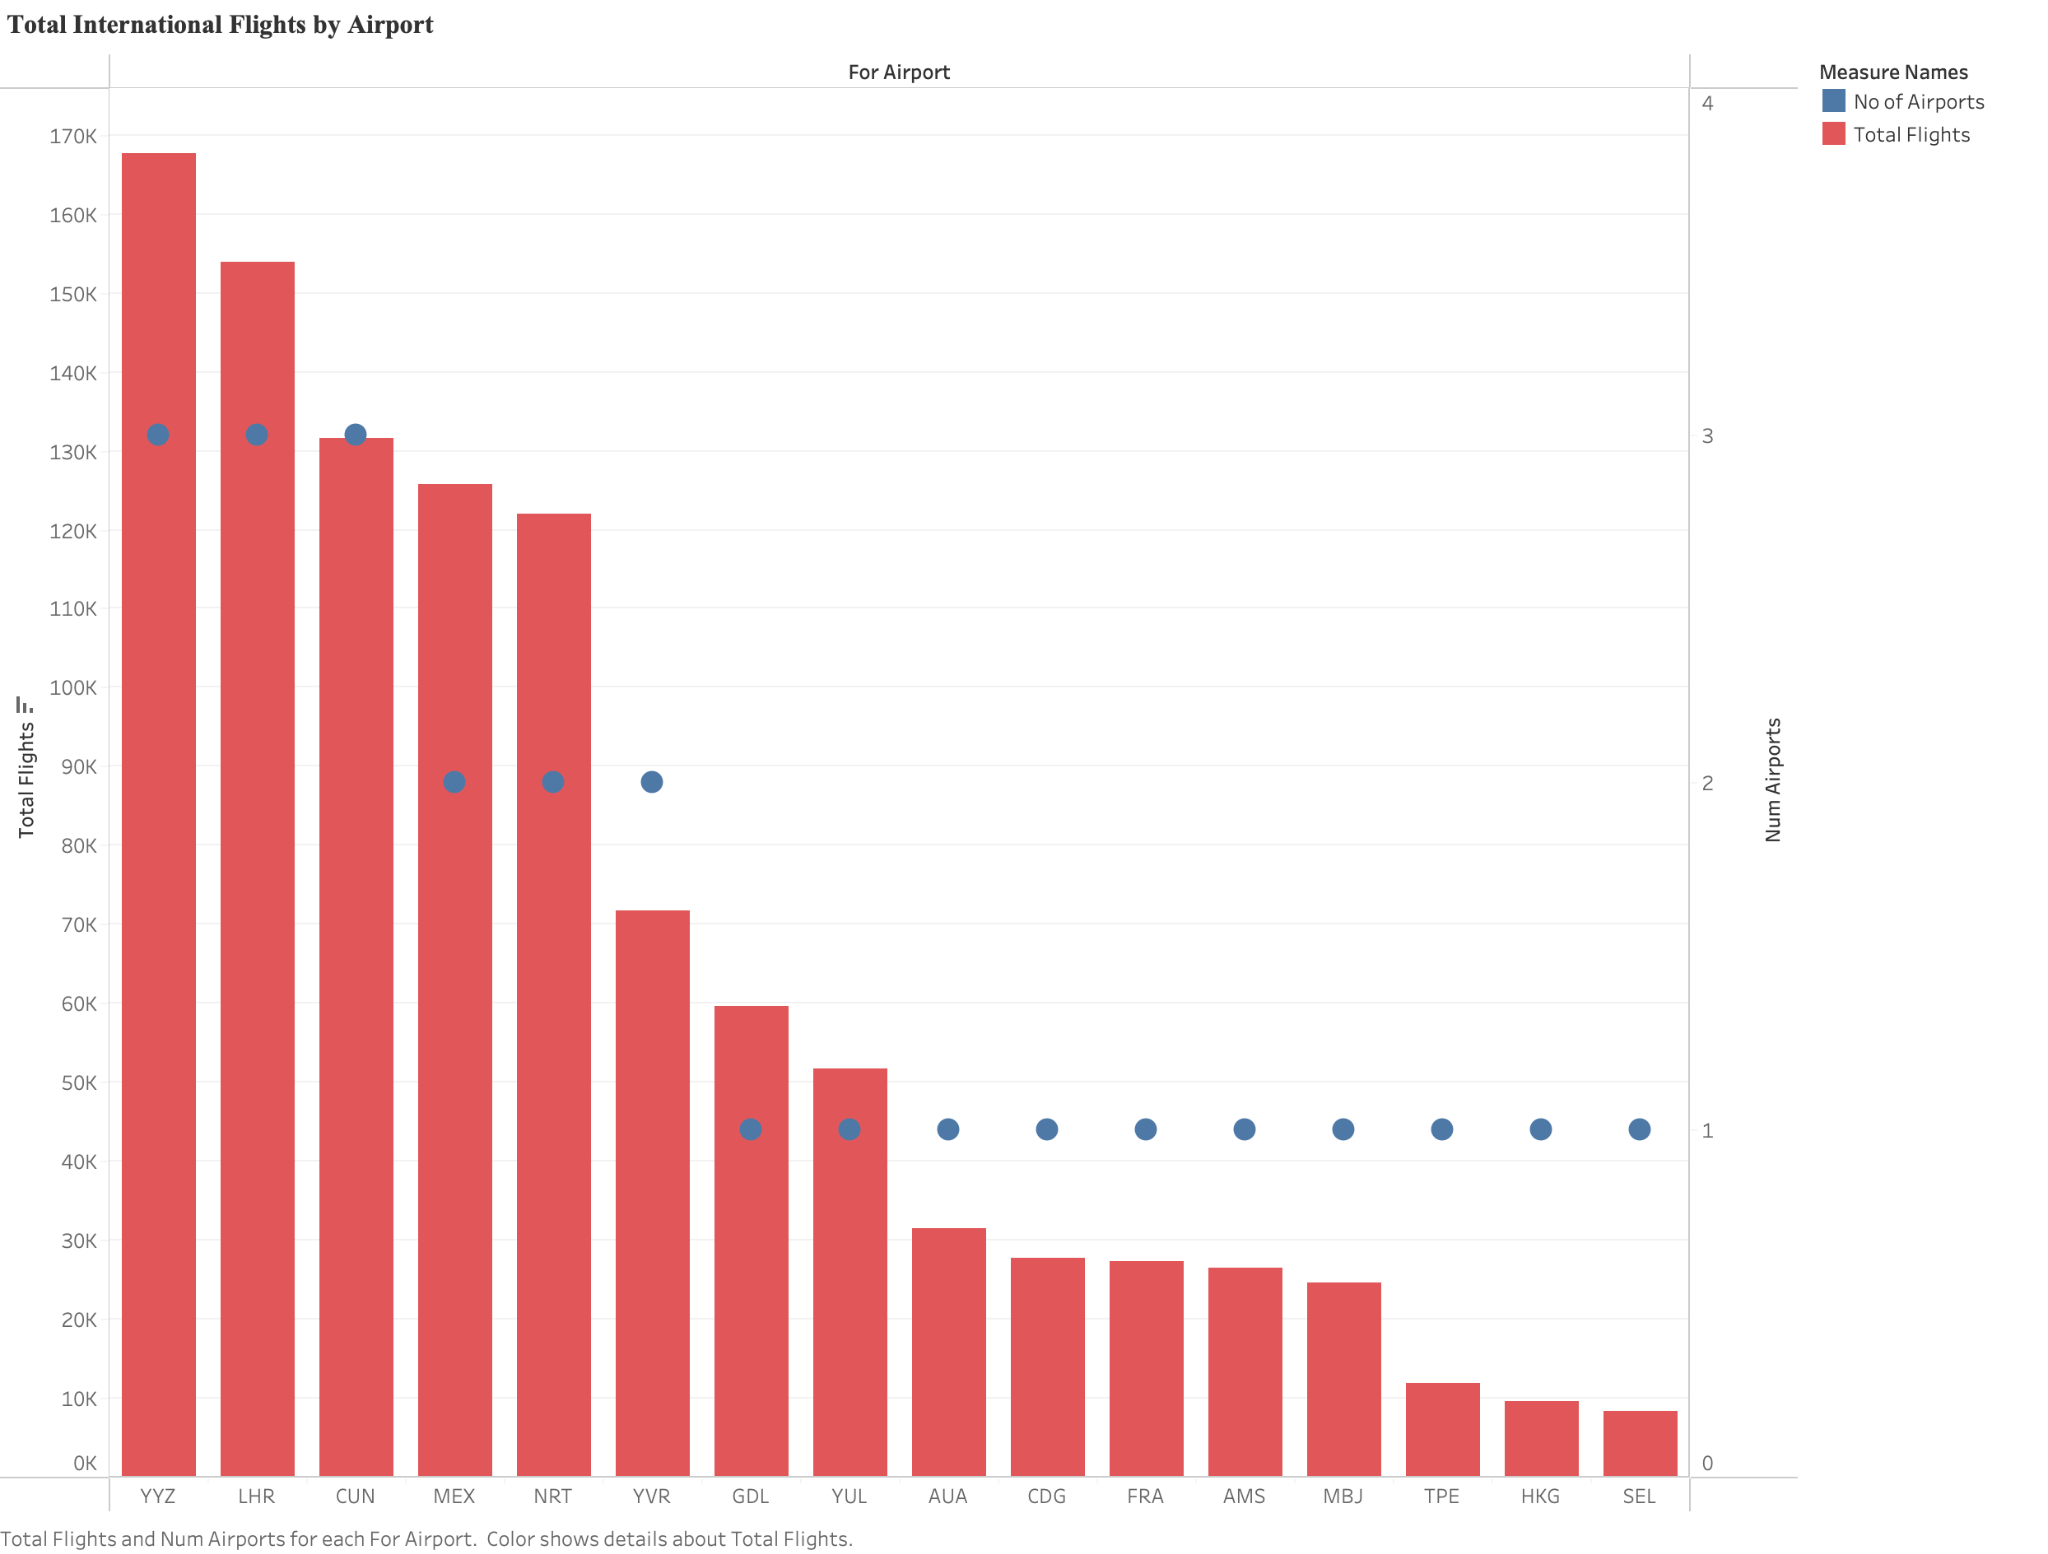 Total International Flights by Airport
For Airport
Measure Names
No of Airports
Total Flights
170K
160K
150K
140K
130K
120K
110K
100K
90K
80K
70K
60K
50K
40K
30K
20K
10K
0K
Total Flights
4
3
2
1
0
Num Airports
YYZ LHR CUN MEX NRT YVR GDL YUL AUA CDG FRA AMS MBJ TPE HKG SEL
Total Flights and Num Airports for each For Airport. Color shows details about Total Flights.